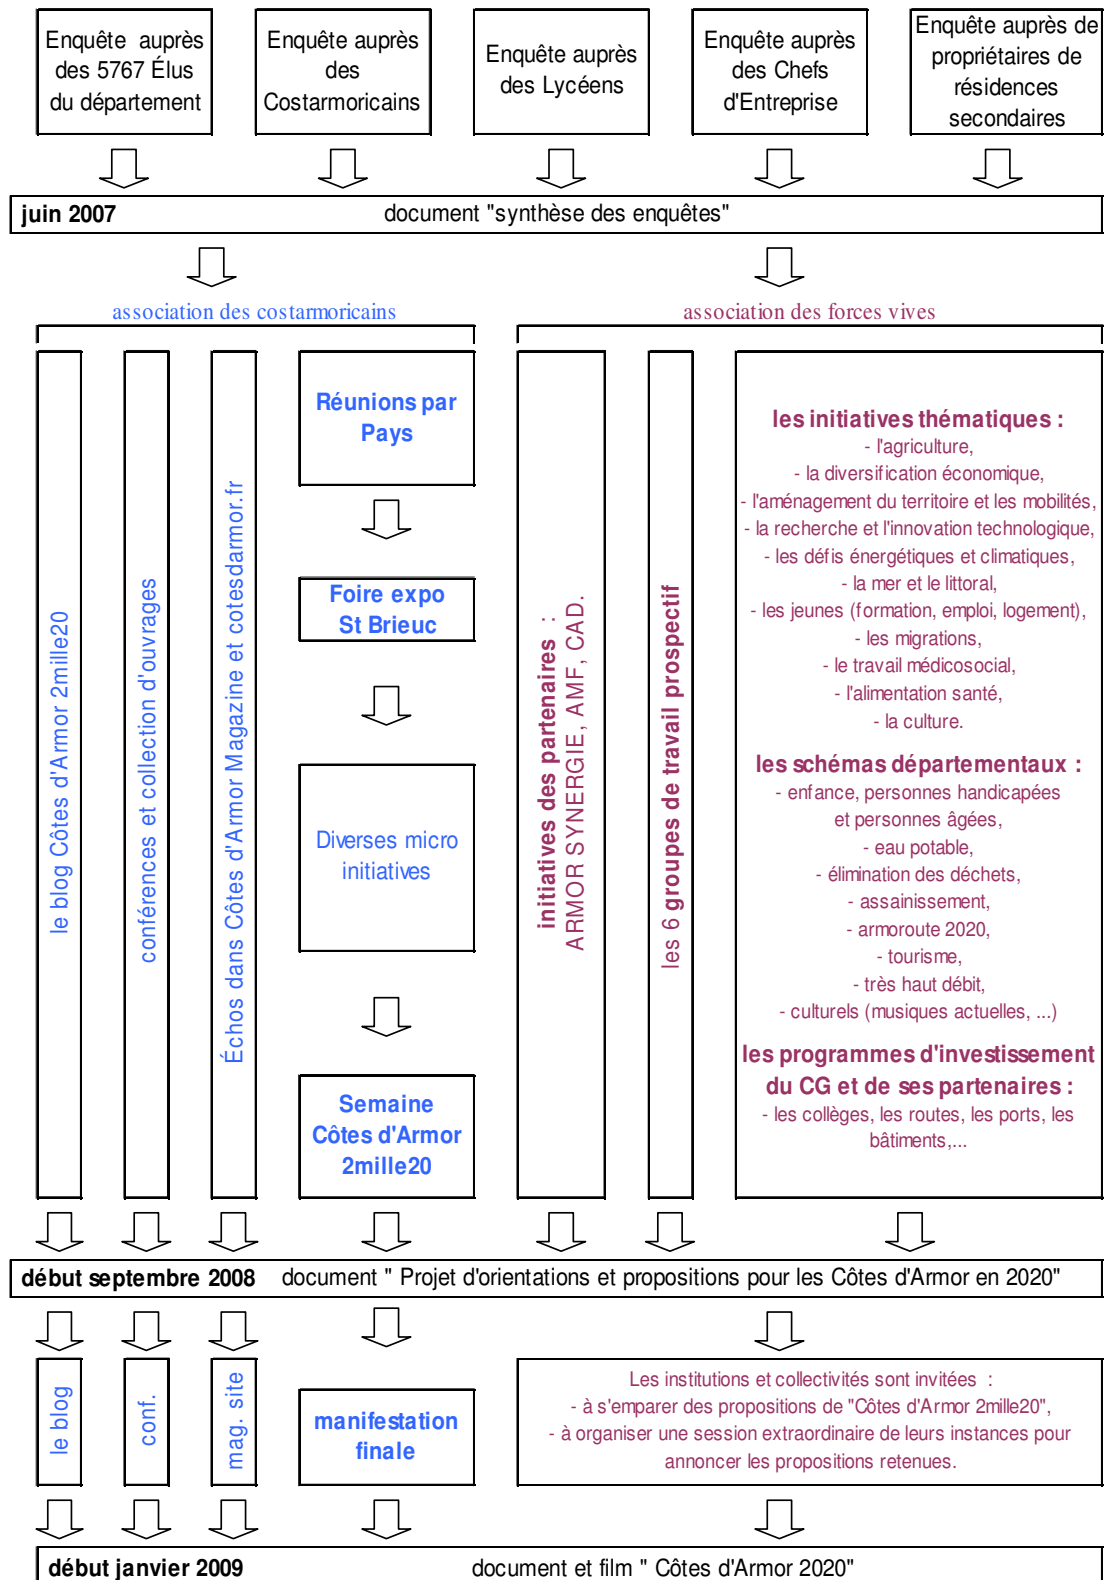 Enquête auprès
des 5767 Élus
du département
Enquête auprès
des
Costarmoricains
Enquête auprès
des Lycéens
Enquête auprès
des Chefs
d'Entreprise
Enquête auprès de
propriétaires de
résidences
secondaires
juin 2007 document "synthèse des enquêtes"
association des costarmoricains
association des forces vives
le blog Côtes d'Armor 2mille20
conférences et collection d'ouvrages
Échos dans Côtes d'Armor Magazine et cotesdarmor.fr
Réunions par
Pays
Foire expo
St Brieuc
Diverses micro
initiatives
Semaine
Côtes d'Armor
2mille20
initiatives des partenaires :
ARMOR SYNERGIE, AMF, CAD.
les 6 groupes de travail prospectif
les initiatives thématiques :
- l'agriculture,
- la diversification économique,
- l'aménagement du territoire et les mobilités,
- la recherche et l'innovation technologique,
- les défis énergétiques et climatiques,
- la mer et le littoral,
- les jeunes (formation, emploi, logement),
- les migrations,
- le travail médicosocial,
- l'alimentation santé,
- la culture.
les schémas départementaux :
- enfance, personnes handicapées
et personnes âgées,
- eau potable,
- élimination des déchets,
- assainissement,
- armoroute 2020,
- tourisme,
- très haut débit,
- culturels (musiques actuelles, ...)
les programmes d'investissement
du CG et de ses partenaires :
- les collèges, les routes, les ports, les
bâtiments,...
début septembre 2008 document " Projet d'orientations et propositions pour les Côtes d'Armor en 2020"
le blog
conf.
mag. site
manifestation
finale
Les institutions et collectivités sont invitées :
- à s'emparer des propositions de "Côtes d'Armor 2mille20",
- à organiser une session extraordinaire de leurs instances pour
annoncer les propositions retenues.
début janvier 2009 document et film " Côtes d'Armor 2020"